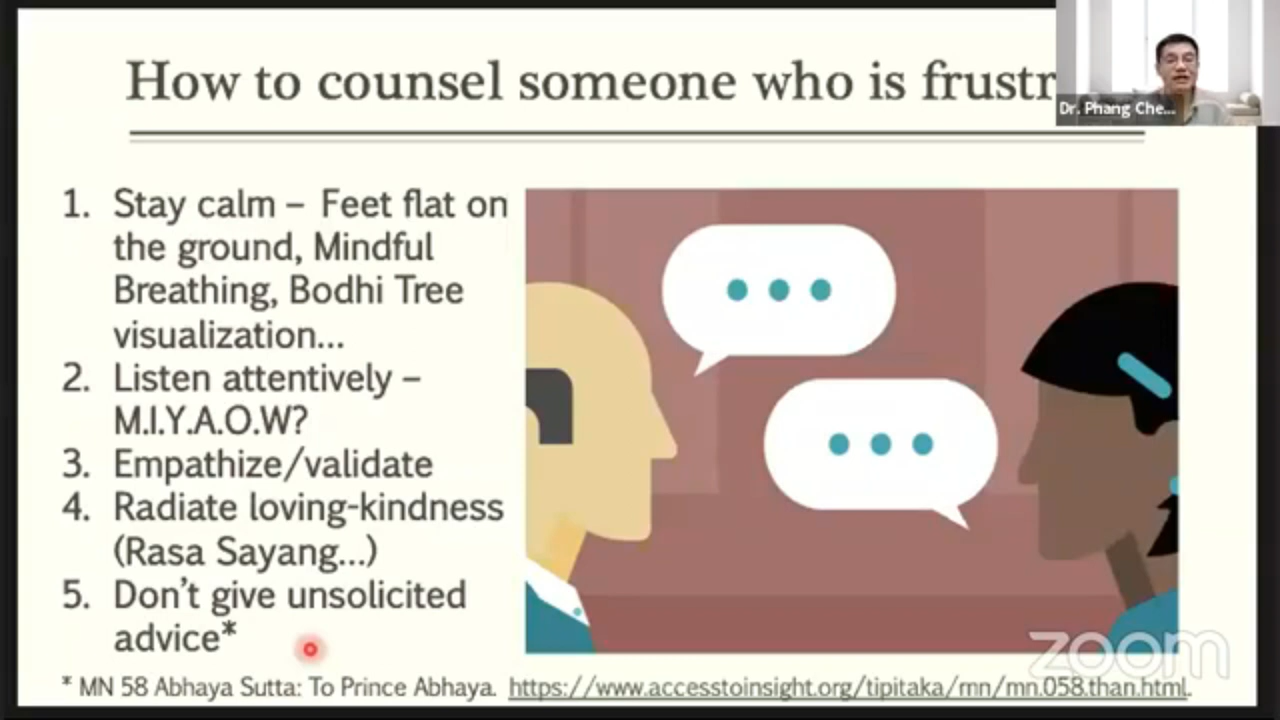 How to counsel someone who is frustr
Dr. Phang Che...
1. Stay calm – Feet flat on
the ground, Mindful
Breathing, Bodhi Tree
visualization...
2. Listen attentively –
M.I.Y.A.O.W?
3. Empathize/validate
4. Radiate loving-kindness
(Rasa Sayang...)
5. Don't give unsolicited
advice*
zoom
* MN 58 Abhaya Sutta: To Prince Abhaya. https://www.accesstoinsight.org/tipitaka/mn/mn.058.than.html.